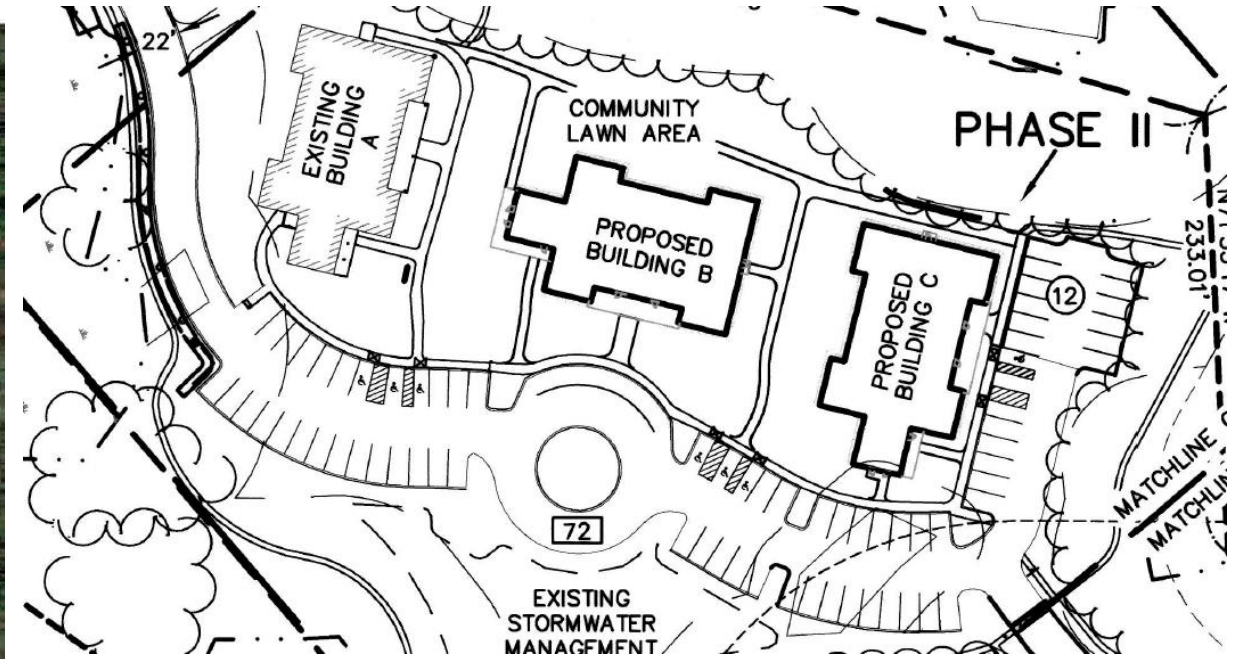 22'
EXISTING
BUILDING
A
COMMUNITY
LAWN AREA
PHASE II
PROPOSED
BUILDING B
PROPOSED
BUILDING C
12
233.01'
72
MATCHLINE
EXISTING
STORMWATER
MANAGEMENT